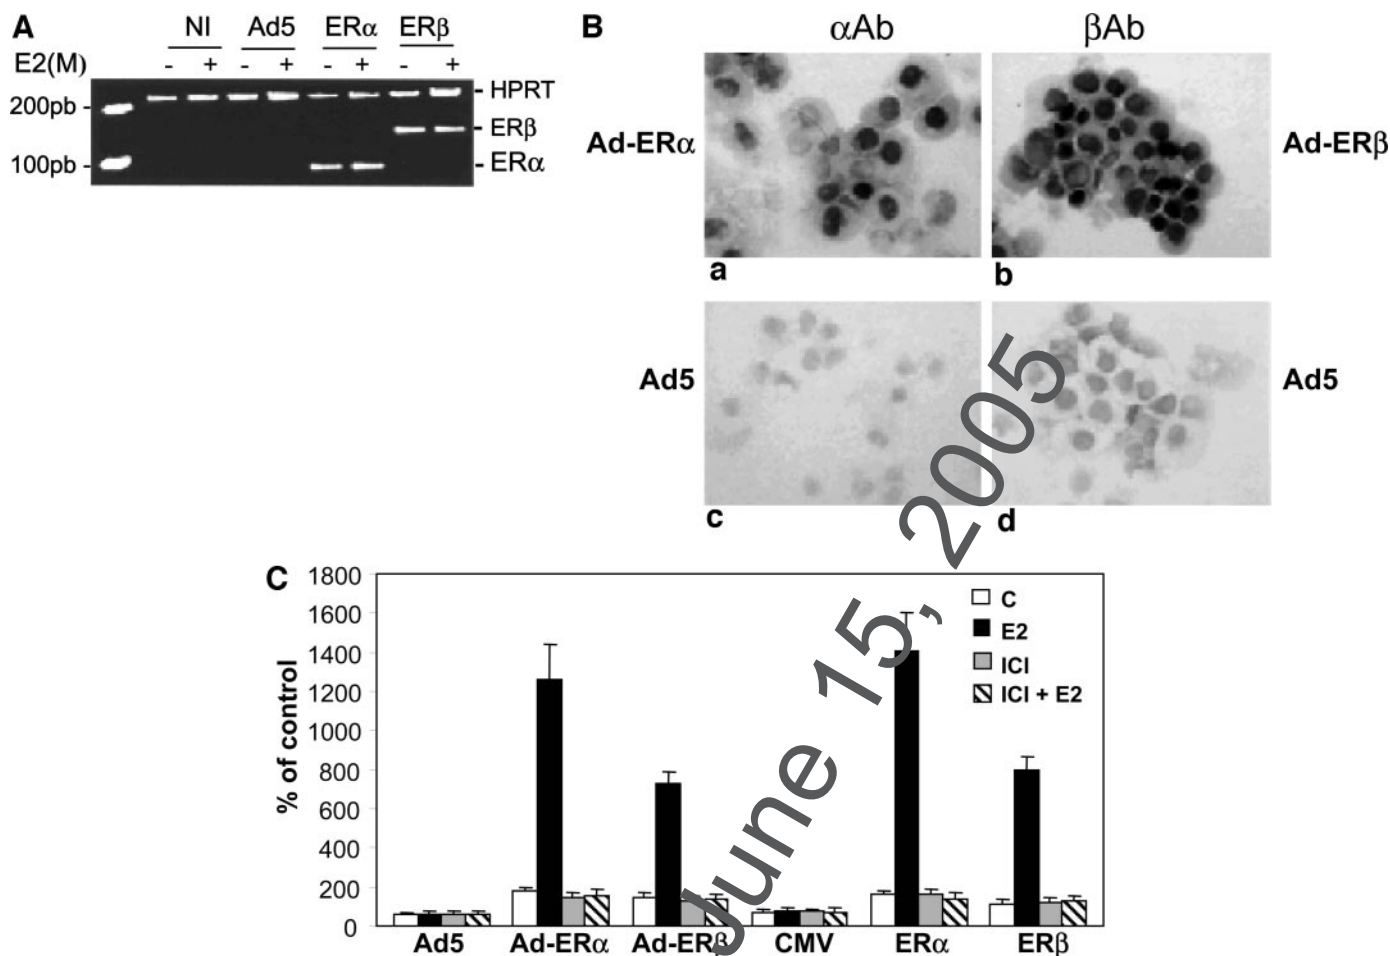 A
NI Ad5 ERα ERβ
E2(M) - + - + - + - +
200pb - - HPRT
- ERβ
100pb - - ERα
B
αAb βAb
Ad-ERα Ad-ERβ
a b
Ad5 Ad5
c d
C
% of control
1800
1600
1400
1200
1000
800
600
400
200
0
C
E2
ICI
ICI + E2
Ad5 Ad-ERα Ad-ERβ CMV ERα ERβ
June 15, 2005